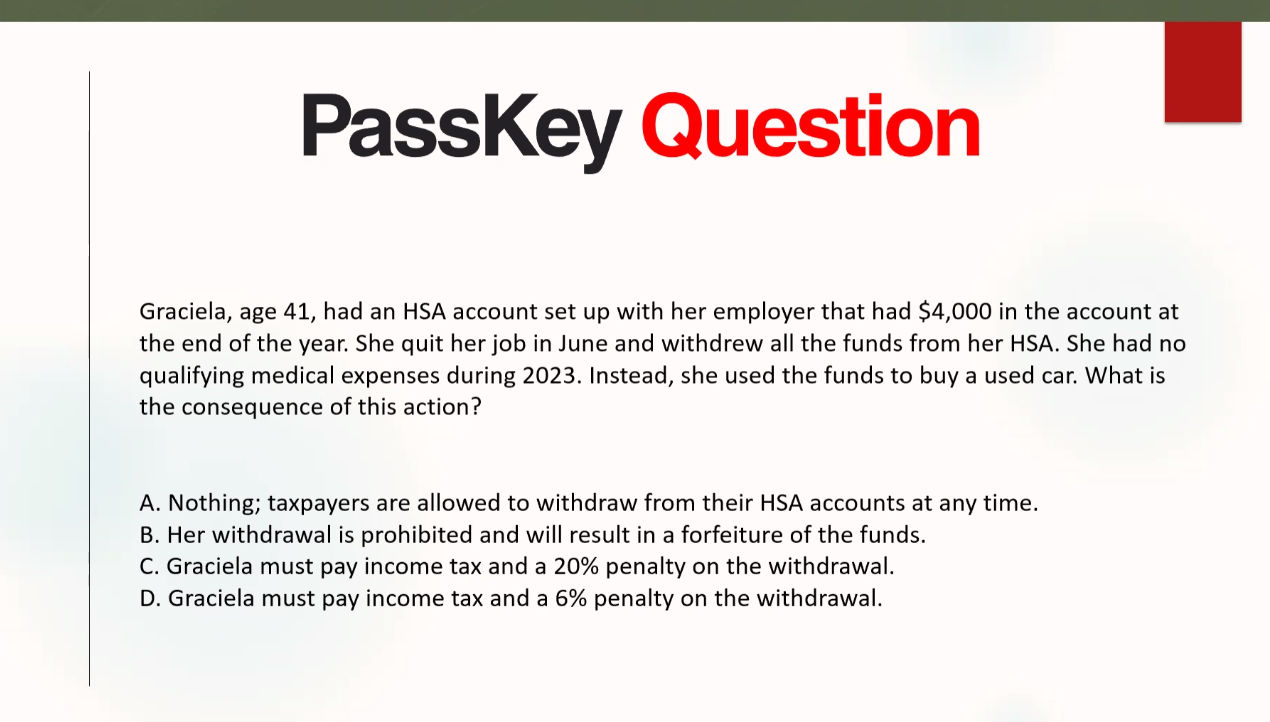 PassKey Question
Graciela, age 41, had an HSA account set up with her employer that had $4,000 in the account at
the end of the year. She quit her job in June and withdrew all the funds from her HSA. She had no
qualifying medical expenses during 2023. Instead, she used the funds to buy a used car. What is
the consequence of this action?
A. Nothing; taxpayers are allowed to withdraw from their HSA accounts at any time.
B. Her withdrawal is prohibited and will result in a forfeiture of the funds.
C. Graciela must pay income tax and a 20% penalty on the withdrawal.
D. Graciela must pay income tax and a 6% penalty on the withdrawal.